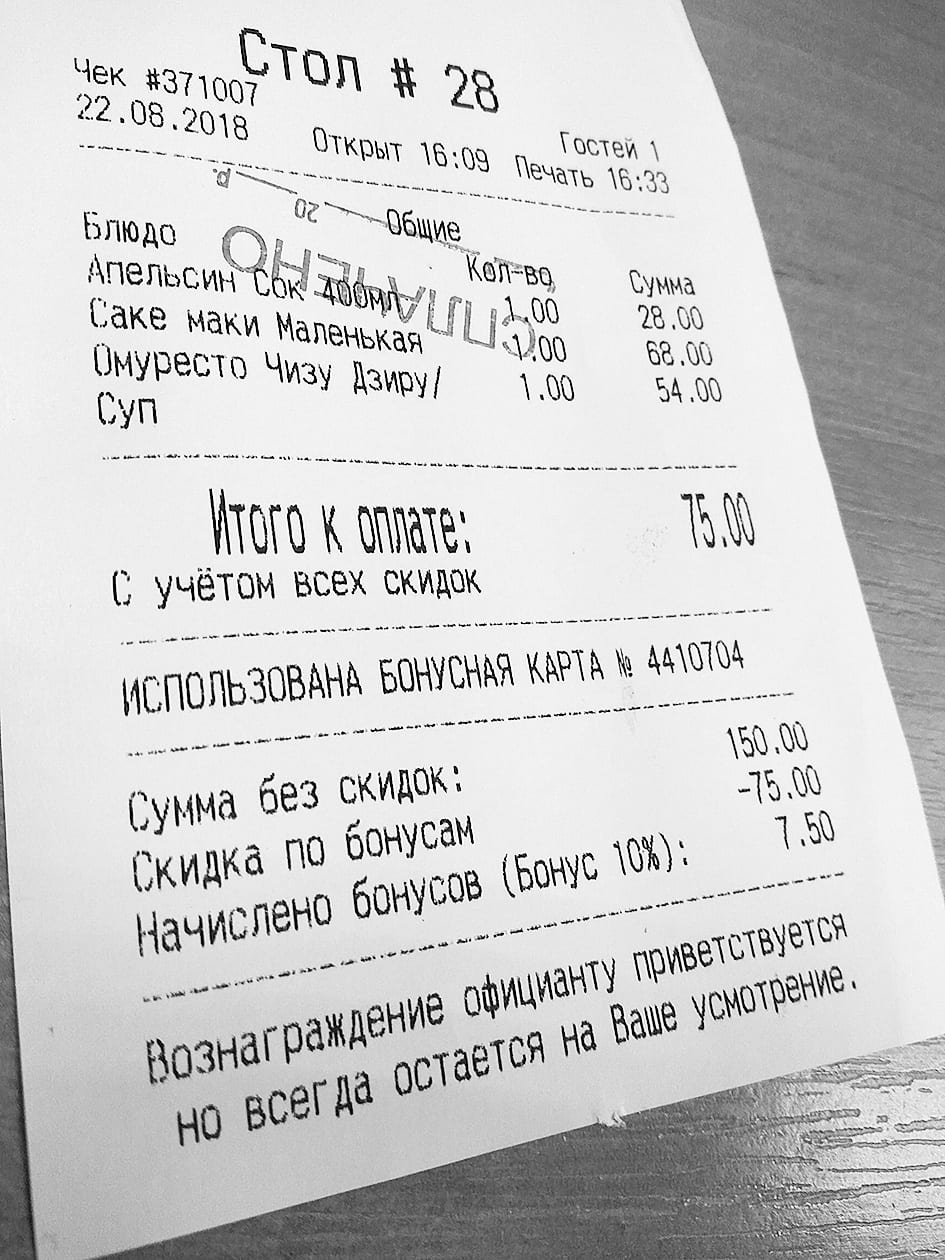 Стол # 28
Чек #371007
22.08.2018
Гостей 1
Открыт 16:09 Печать 16:33
р.
20
ОПЛАЧЕНО
Общие
Блюдо Кол-во Сумма
Апельсин Сок 400мл 1.00 28.00
Саке маки Маленькая 1.00 68.00
Омуресто Чизу Дзиру/ 1.00 54.00
Суп
Итого к оплате: 75.00
С учётом всех скидок
ИСПОЛЬЗОВАНА БОНУСНАЯ КАРТА № 4410704
Сумма без скидок: 150.00
Скидка по бонусам -75.00
Начислено бонусов (Бонус 10%): 7.50
Вознаграждение официанту приветствуется
но всегда остается на Ваше усмотрение.